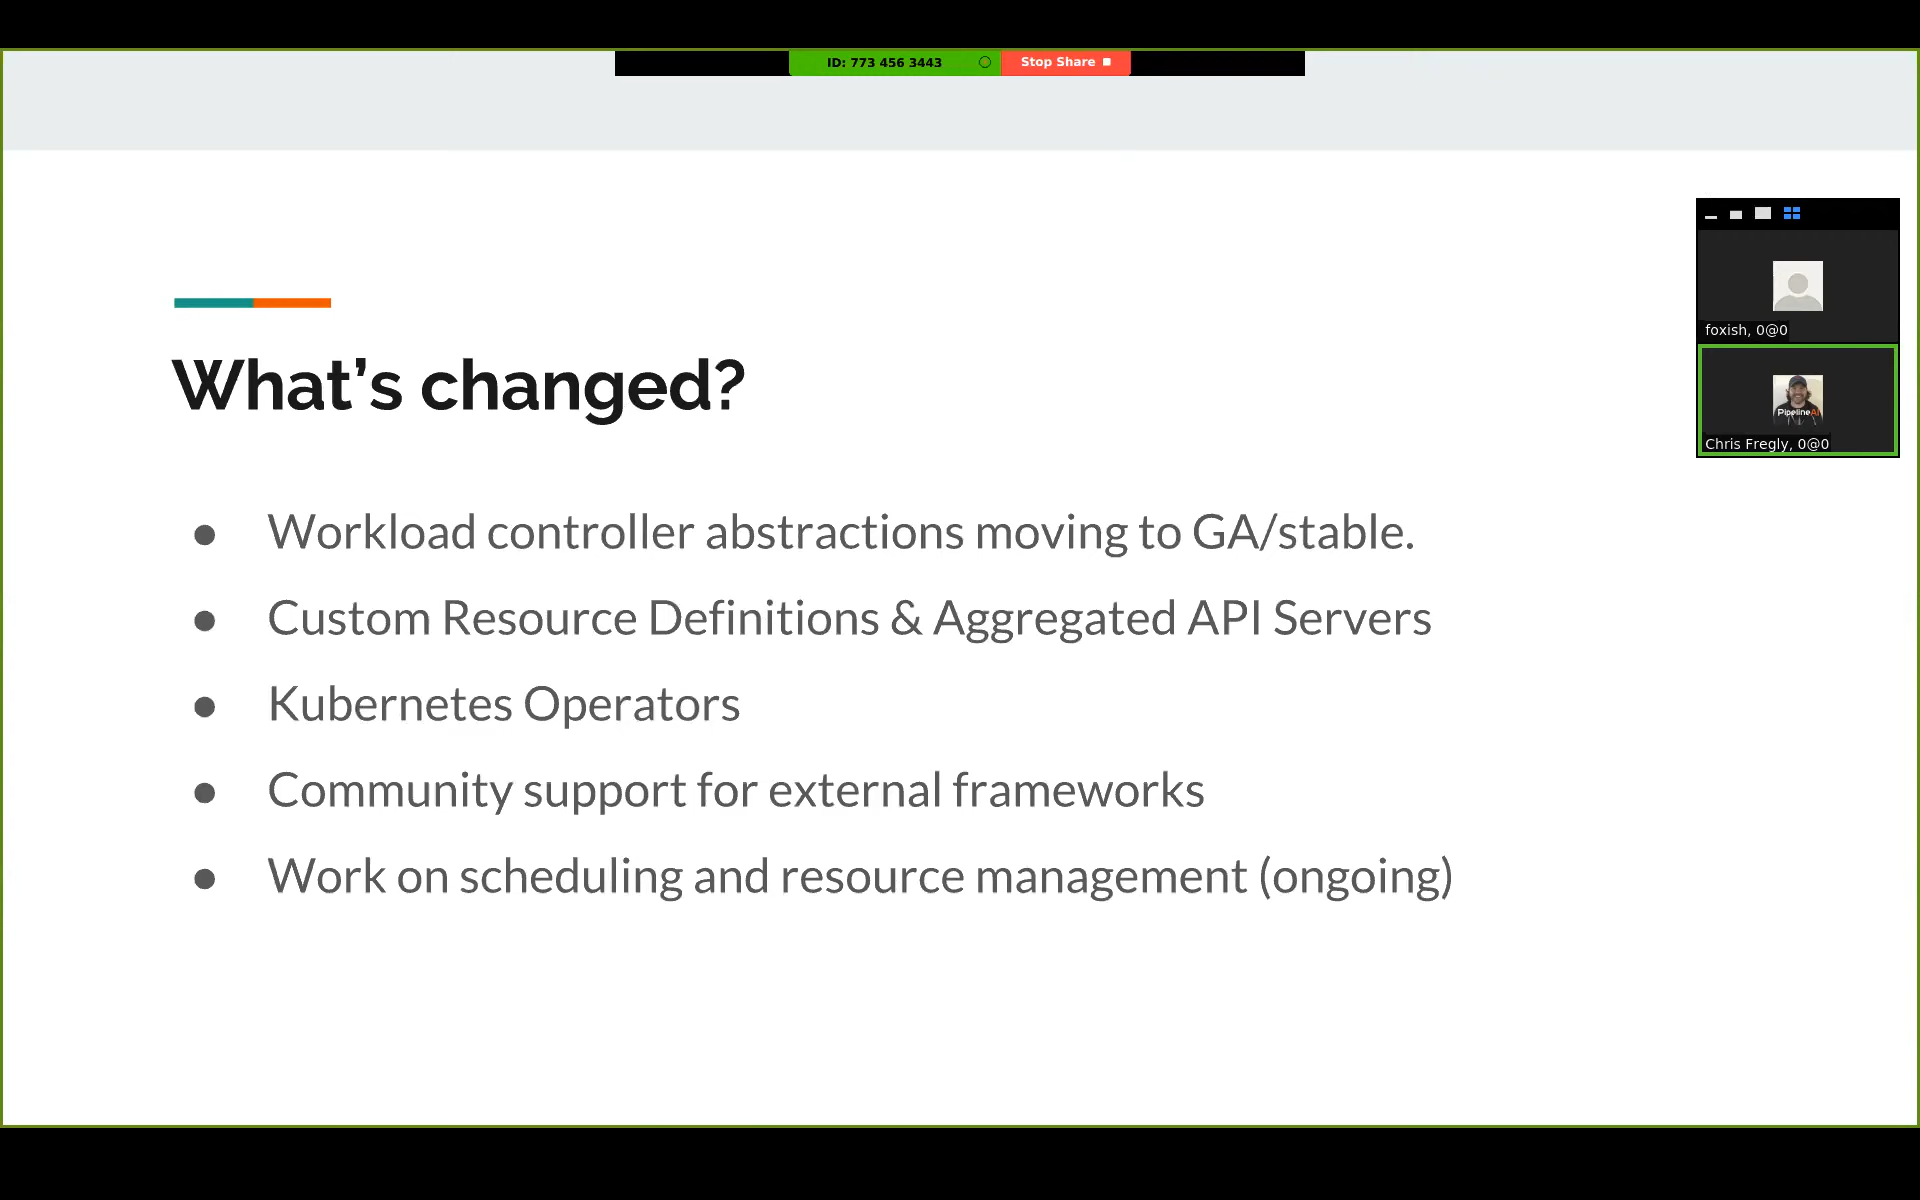 ID: 773 456 3443
Stop Share
What’s changed?
foxish, 0@0
PipelineAI
Chris Fregly, 0@0
● Workload controller abstractions moving to GA/stable.
● Custom Resource Definitions & Aggregated API Servers
● Kubernetes Operators
● Community support for external frameworks
● Work on scheduling and resource management (ongoing)